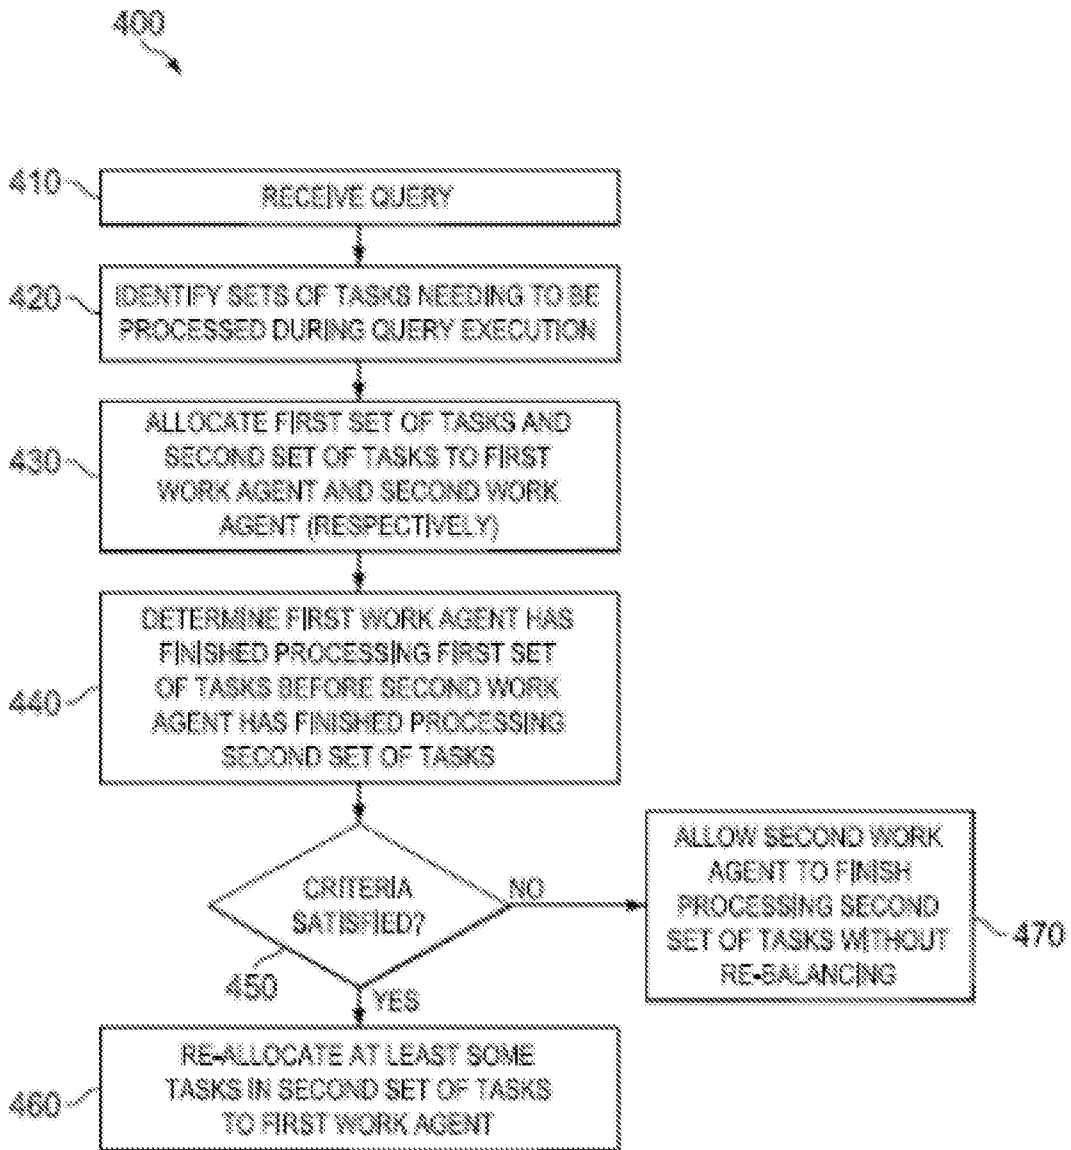 400
410
RECEIVE QUERY
420
IDENTIFY SETS OF TASKS NEEDING TO BE
PROCESSED DURING QUERY EXECUTION
430
ALLOCATE FIRST SET OF TASKS AND
SECOND SET OF TASKS TO FIRST
WORK AGENT AND SECOND WORK
AGENT (RESPECTIVELY)
440
DETERMINE FIRST WORK AGENT HAS
FINISHED PROCESSING FIRST SET
OF TASKS BEFORE SECOND WORK
AGENT HAS FINISHED PROCESSING
SECOND SET OF TASKS
CRITERIA
SATISFIED?
450
NO
YES
ALLOW SECOND WORK
AGENT TO FINISH
PROCESSING SECOND
SET OF TASKS WITHOUT
RE-BALANCING
470
460
RE-ALLOCATE AT LEAST SOME
TASKS IN SECOND SET OF TASKS
TO FIRST WORK AGENT